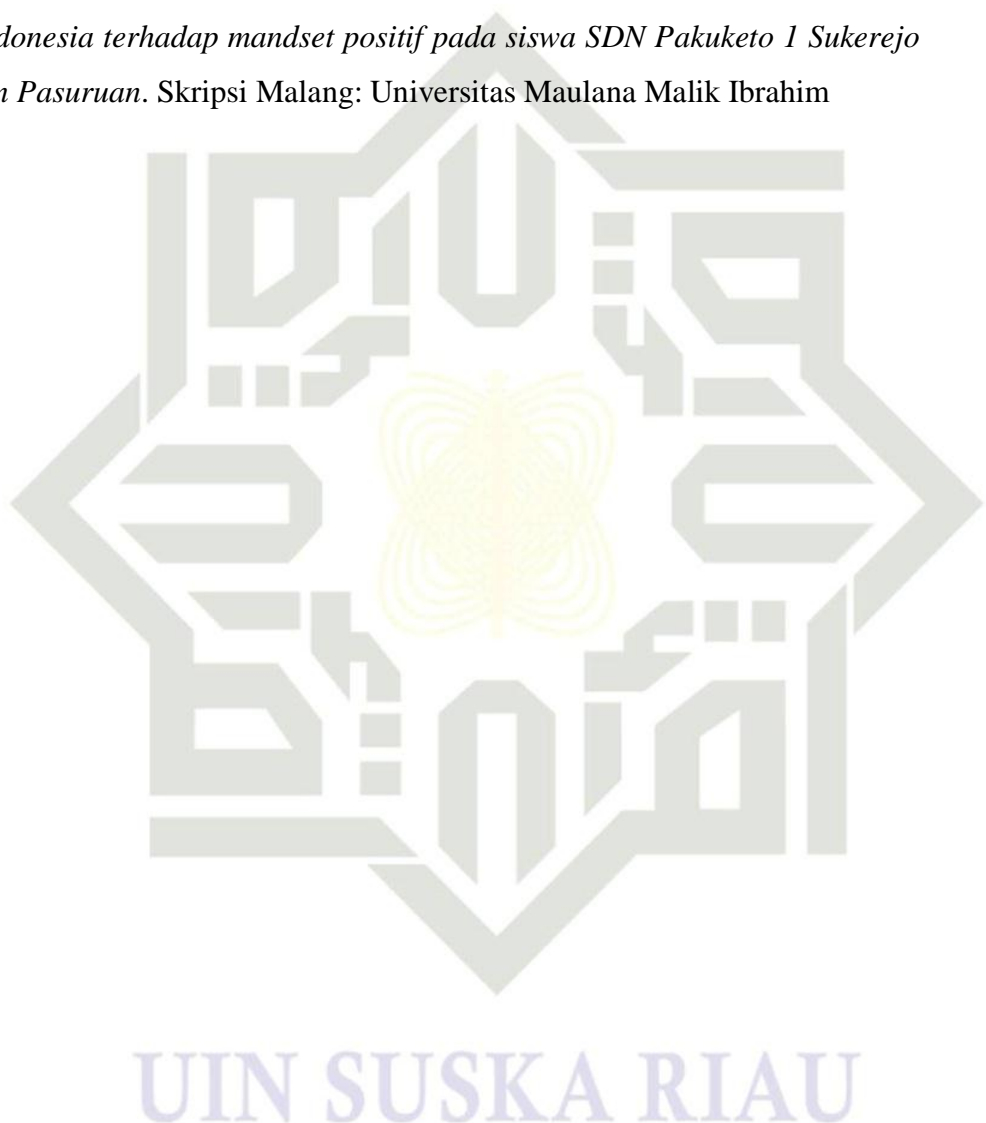 donesia terhadap mandset positif pada siswa SDN Pakuketo 1 Sukerejo
n Pasuruan. Skripsi Malang: Universitas Maulana Malik Ibrahim
UIN SUSKA RIAU